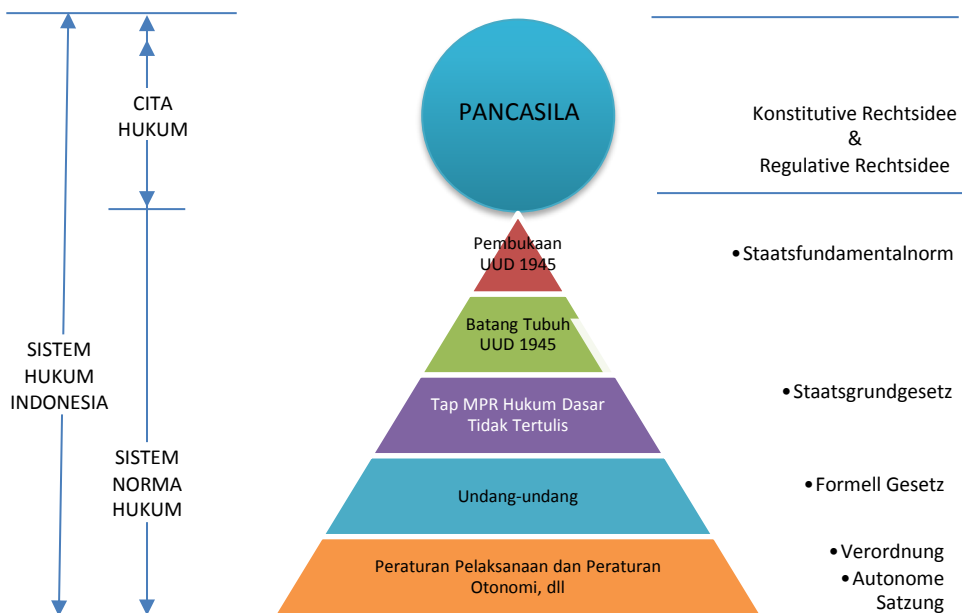 CITA
HUKUM
SISTEM
HUKUM
INDONESIA
SISTEM
NORMA
HUKUM
PANCASILA
Pembukaan
UUD 1945
Batang Tubuh
UUD 1945
Tap MPR Hukum Dasar
Tidak Tertulis
Undang-undang
Peraturan Pelaksanaan dan Peraturan
Otonomi, dll
Konstitutive Rechtsidee
&
Regulative Rechtsidee
•Staatsfundamentalnorm
•Staatsgrundgesetz
•Formell Gesetz
•Verordnung
•Autonome
Satzung